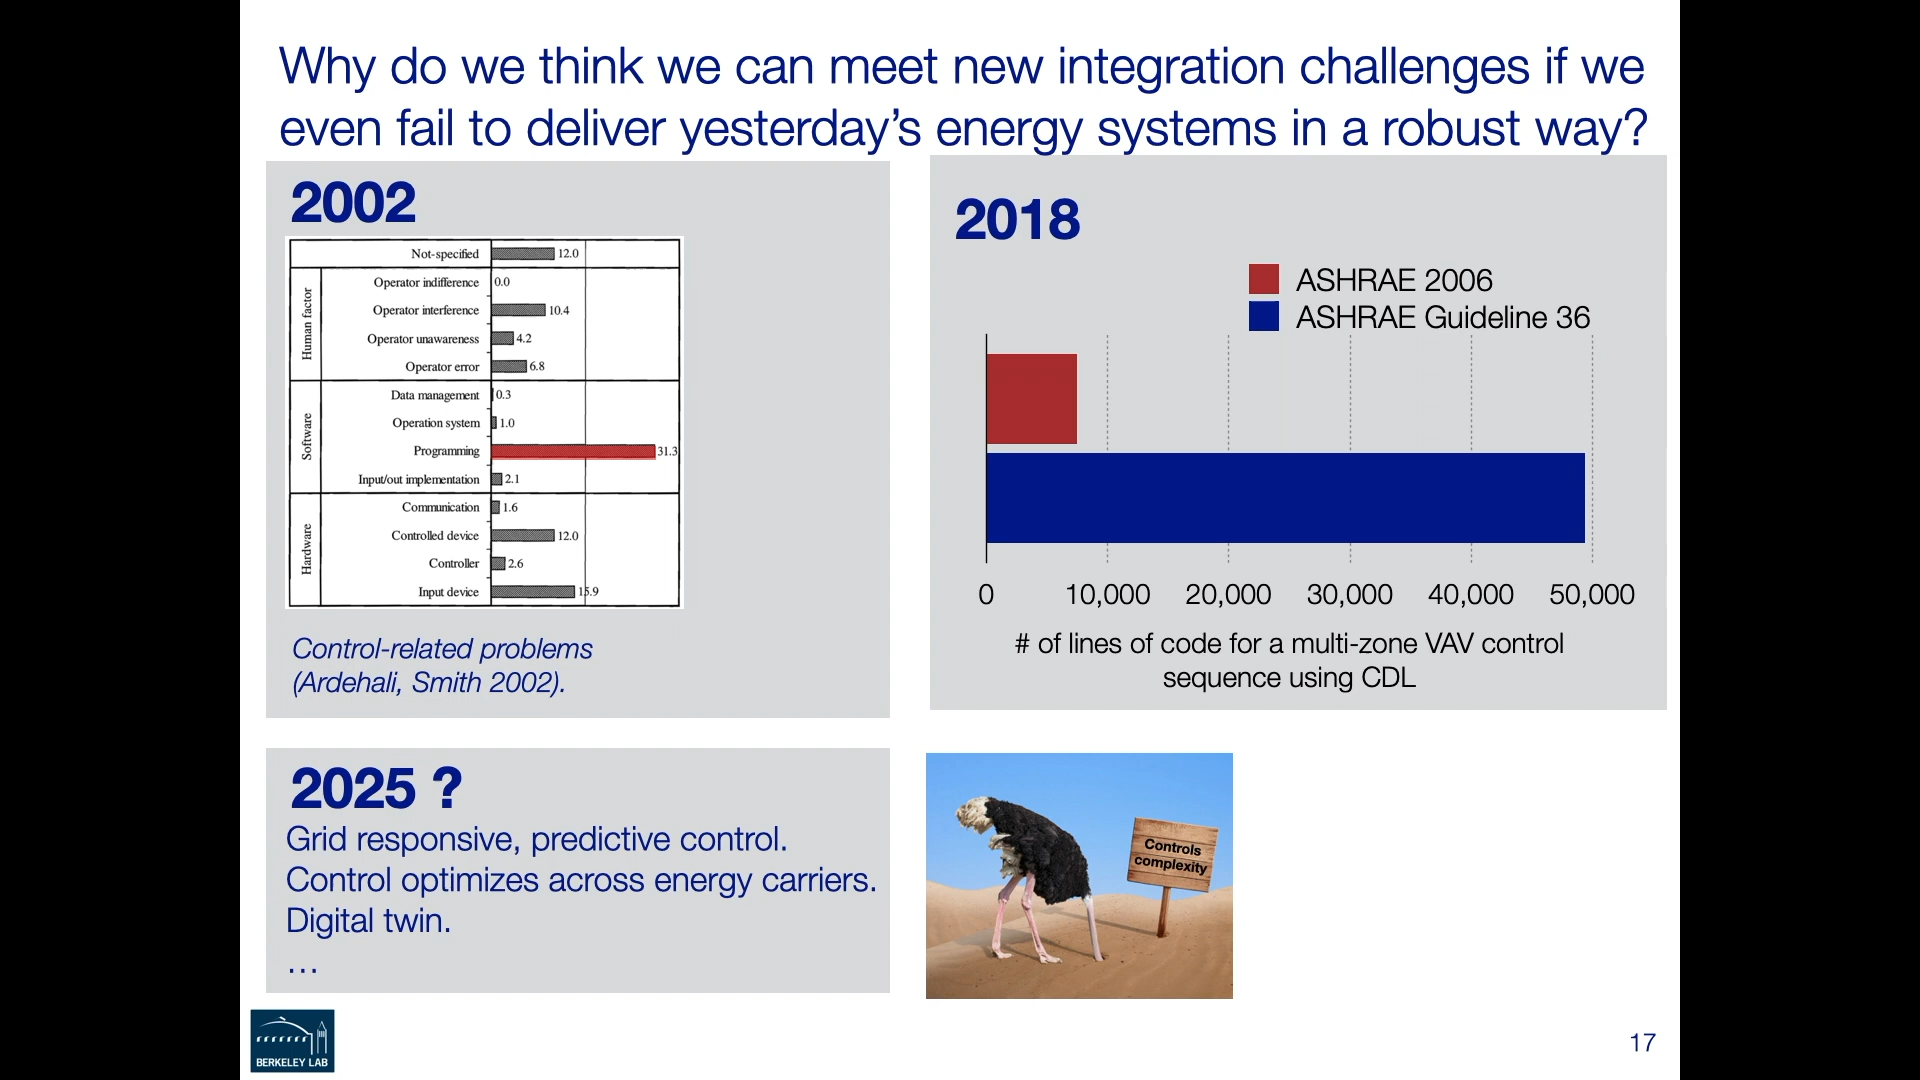 Why do we think we can meet new integration challenges if we
even fail to deliver yesterday’s energy systems in a robust way?
2002
Not-specified 12.0
Human factor
Operator indifference 0.0
Operator interference 10.4
Operator unawareness 4.2
Operator error 6.8
Software
Data management 0.3
Operation system 1.0
Programming 31.3
Input/out implementation 2.1
Hardware
Communication 1.6
Controlled device 12.0
Controller 2.6
Input device 15.9
Control-related problems
(Ardehali, Smith 2002).
2018
ASHRAE 2006
ASHRAE Guideline 36
0 10,000 20,000 30,000 40,000 50,000
# of lines of code for a multi-zone VAV control
sequence using CDL
2025 ?
Grid responsive, predictive control.
Control optimizes across energy carriers.
Digital twin.
…
Controls
complexity
BERKELEY LAB
17